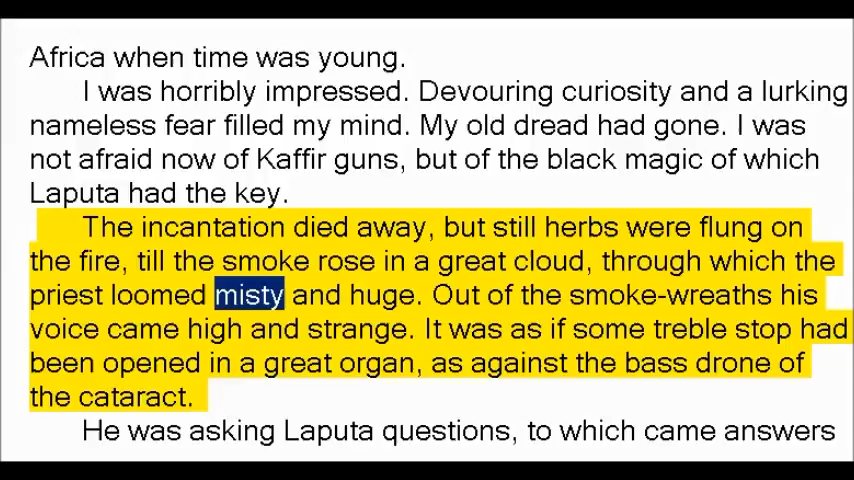 Africa when time was young.
I was horribly impressed. Devouring curiosity and a lurking
nameless fear filled my mind. My old dread had gone. I was
not afraid now of Kaffir guns, but of the black magic of which
Laputa had the key.
The incantation died away, but still herbs were flung on
the fire, till the smoke rose in a great cloud, through which the
priest loomed misty and huge. Out of the smoke-wreaths his
voice came high and strange. It was as if some treble stop had
been opened in a great organ, as against the bass drone of
the cataract.
He was asking Laputa questions, to which came answers